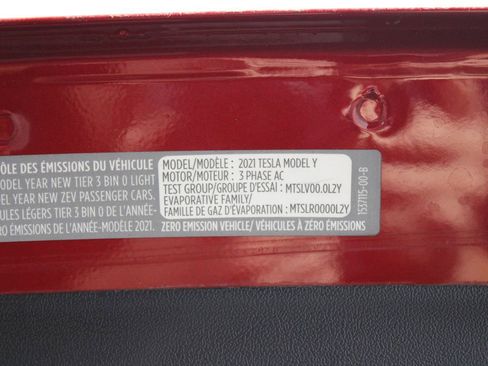 ÔLE DES ÉMISSIONS DU VÉHICULE
ODEL YEAR NEW TIER 3 BIN 0 LIGHT
ODEL YEAR NEW ZEV PASSENGER CARS.
ULES LÉGERS TIER 3 BIN 0 DE
ZÉRO ÉMISSION DE L'ANNÉE-MODÈLE 2021.
MODEL/MODÈLE : 2021 TESLA MODEL Y
MOTOR/MOTEUR : 3 PHASE AC
TEST GROUP/GROUPE D'ESSAI : MTSLV00.0L2Y
EVAPORATIVE FAMILY/
FAMILLE DE GAZ D'ÉVAPORATION : MTSLR0000L2Y
ZERO EMISSION VEHICLE/ VÉHICULES À ZÉRO ÉMISSIONS
1537115-00-B